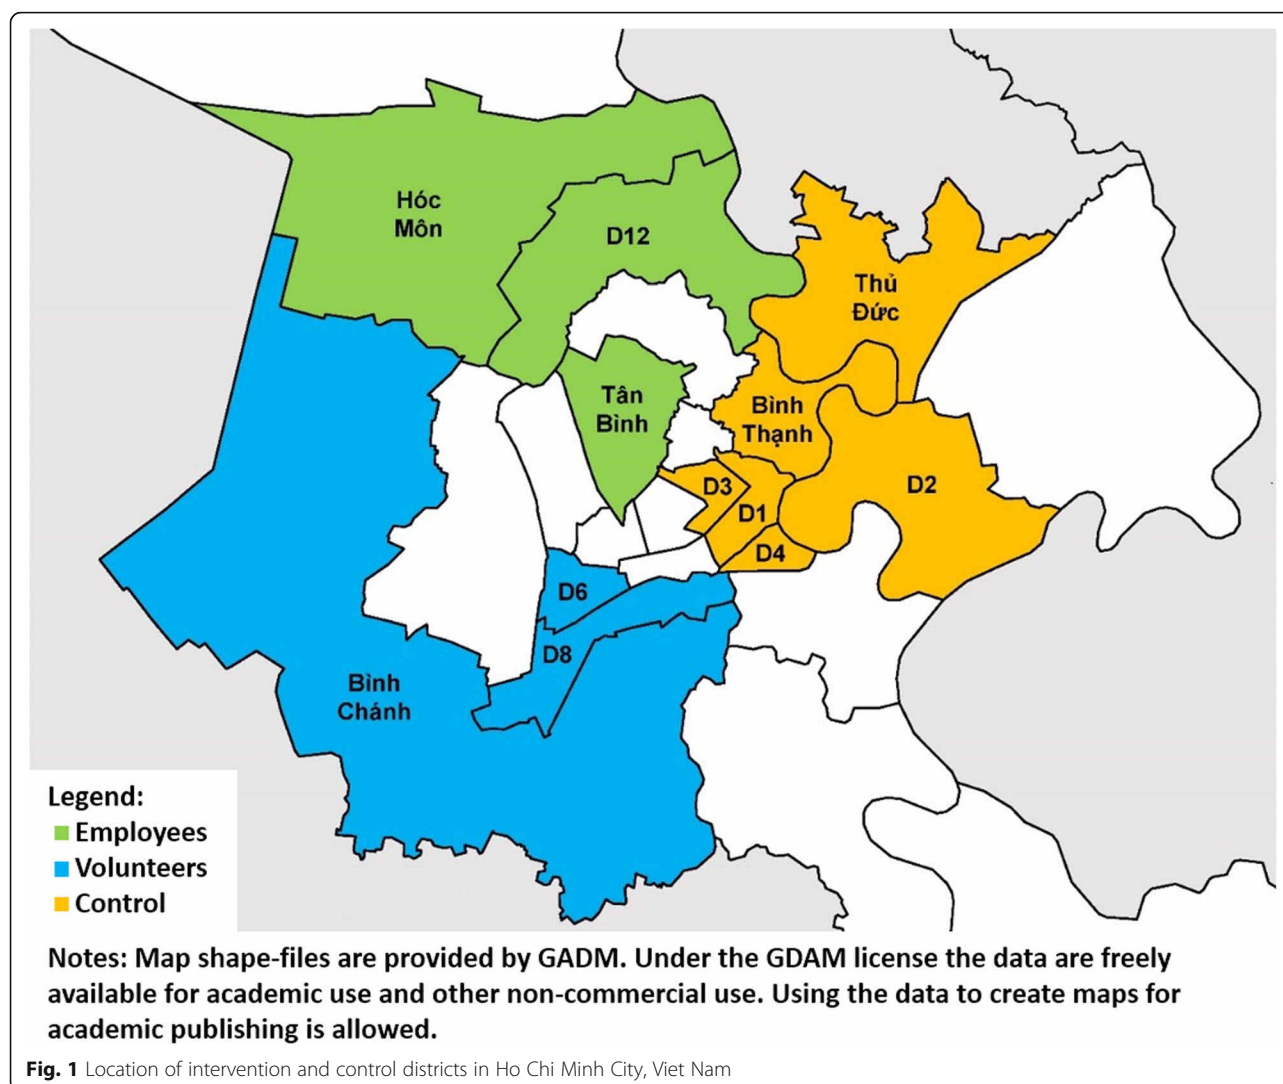 Hóc
Môn
D12
Thủ
Đức
Tân
Bình
Bình
Thạnh
D3
D2
D1
D4
D6
D8
Bình
Chánh
Legend:
Employees
Volunteers
Control
Notes: Map shape-files are provided by GADM. Under the GDAM license the data are freely
available for academic use and other non-commercial use. Using the data to create maps for
academic publishing is allowed.
Fig. 1 Location of intervention and control districts in Ho Chi Minh City, Viet Nam